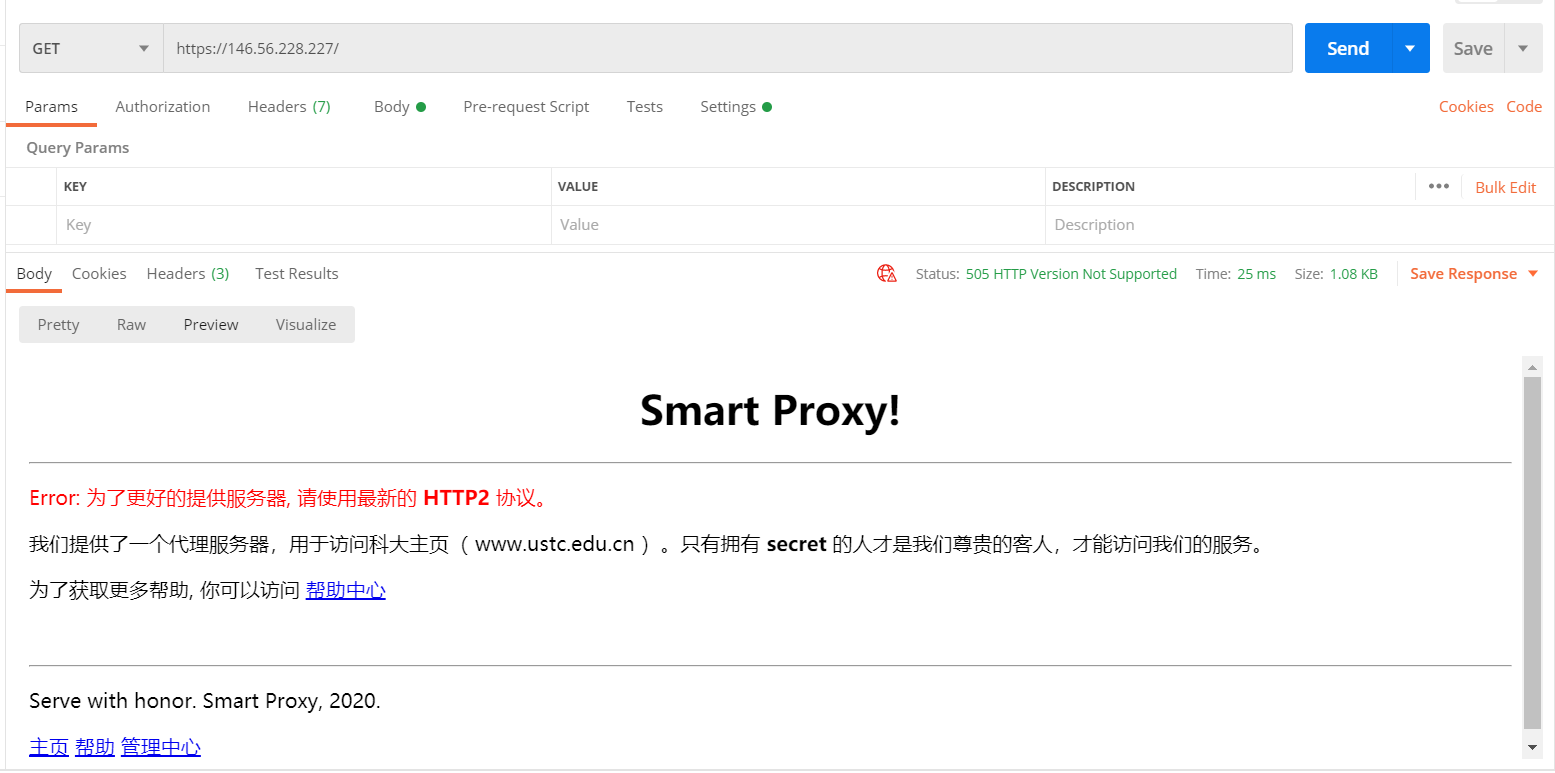 GET https://146.56.228.227/ Send Save
Params Authorization Headers (7) Body Pre-request Script Tests Settings Cookies Code
Query Params
KEY VALUE DESCRIPTION ••• Bulk Edit
Key Value Description
Body Cookies Headers (3) Test Results Status: 505 HTTP Version Not Supported Time: 25 ms Size: 1.08 KB Save Response
Pretty Raw Preview Visualize
Smart Proxy!
Error: 为了更好的提供服务器, 请使用最新的 HTTP2 协议。
我们提供了一个代理服务器，用于访问科大主页（ www.ustc.edu.cn ）。只有拥有 secret 的人才是我们尊贵的客人，才能访问我们的服务。
为了获取更多帮助, 你可以访问 帮助中心
Serve with honor. Smart Proxy, 2020.
主页 帮助 管理中心